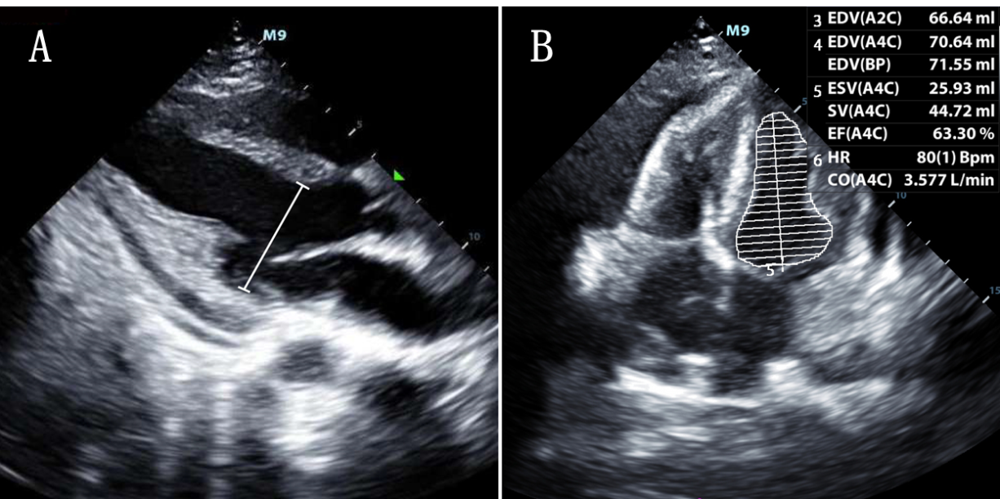 A
M9
5
10
B
M9
3 EDV(A2C) 66.64 ml
4 EDV(A4C) 70.64 ml
EDV(BP) 71.55 ml
5 ESV(A4C) 25.93 ml
SV(A4C) 44.72 ml
EF(A4C) 63.30 %
6 HR 80(1) Bpm
CO(A4C) 3.577 L/min
5
10
5
15